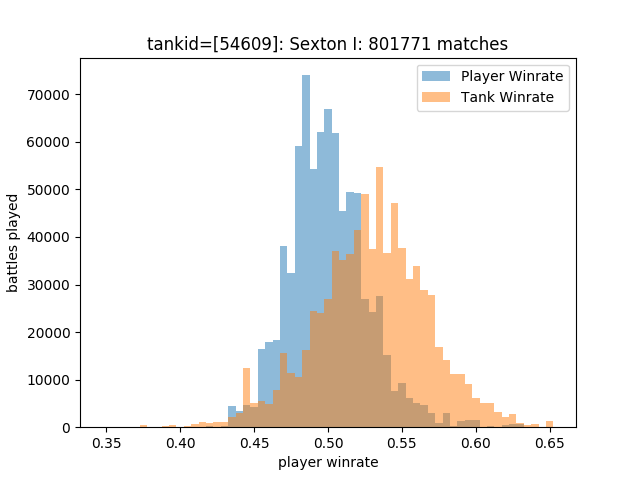 tankid=[54609]: Sexton I: 801771 matches
Player Winrate
Tank Winrate
70000
60000
50000
40000
30000
20000
10000
0
battles played
0.35 0.40 0.45 0.50 0.55 0.60 0.65
player winrate